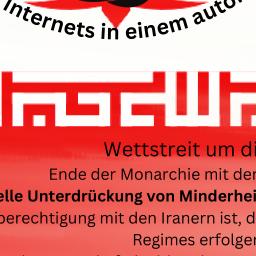 Internets in einem auto
Wettstreit um di
Ende der Monarchie mit der
elle Unterdrückung von Minderhei
berechtigung mit den Iranern ist, d
Regimes erfolge